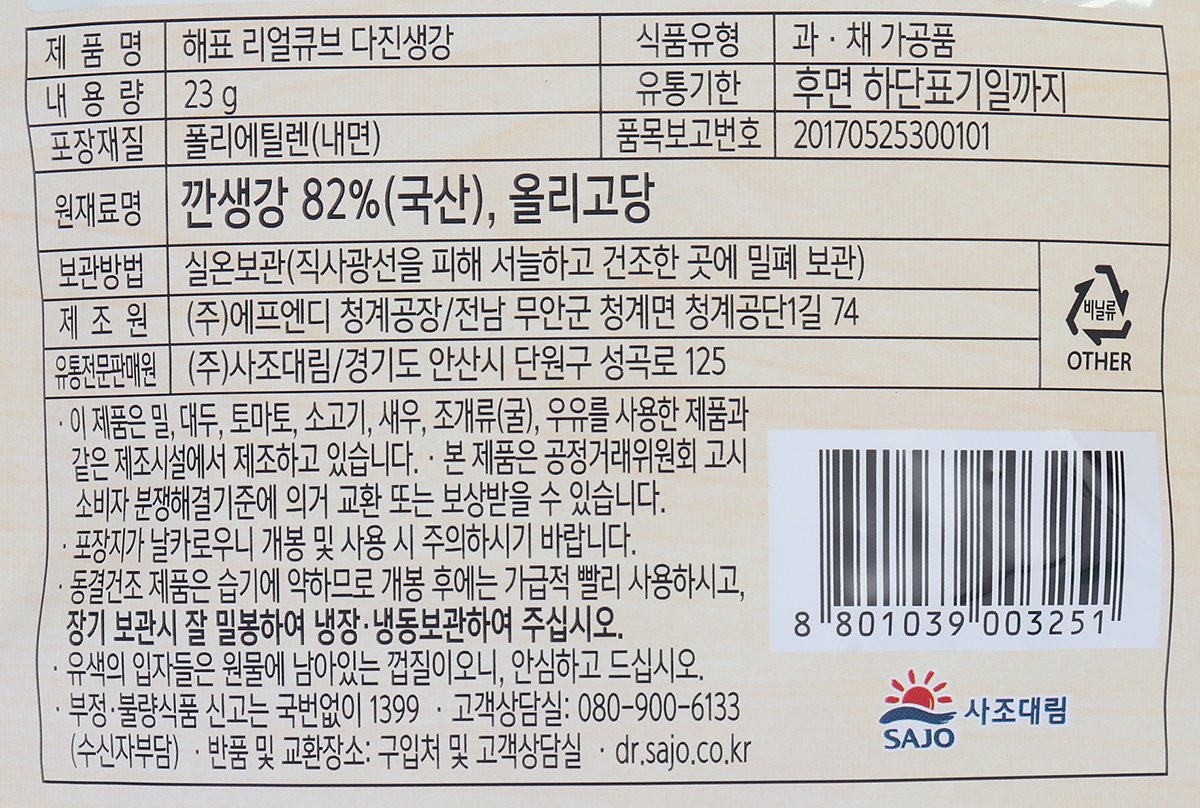 제 품 명 해표 리얼큐브 다진생강 식품유형 과 · 채 가공품
내 용 량 23 g 유통기한 후면 하단표기일까지
포장재질 폴리에틸렌(내면) 품목보고번호 20170525300101
원재료명 깐생강 82%(국산), 올리고당
보관방법 실온보관(직사광선을 피해 서늘하고 건조한 곳에 밀폐 보관)
제 조 원 (주)에프엔디 청계공장/전남 무안군 청계면 청계공단1길 74
유통전문판매원 (주)사조대림/경기도 안산시 단원구 성곡로 125
비닐류
OTHER
· 이 제품은 밀, 대두, 토마토, 소고기, 새우, 조개류(굴), 우유를 사용한 제품과
같은 제조시설에서 제조하고 있습니다. · 본 제품은 공정거래위원회 고시
소비자 분쟁해결기준에 의거 교환 또는 보상받을 수 있습니다.
· 포장지가 날카로우니 개봉 및 사용 시 주의하시기 바랍니다.
· 동결건조 제품은 습기에 약하므로 개봉 후에는 가급적 빨리 사용하시고,
장기 보관시 잘 밀봉하여 냉장·냉동보관하여 주십시오.
· 유색의 입자들은 원물에 남아있는 껍질이오니, 안심하고 드십시오.
· 부정·불량식품 신고는 국번없이 1399 · 고객상담실: 080-900-6133
(수신자부담) · 반품 및 교환장소: 구입처 및 고객상담실 · dr.sajo.co.kr
8 801039 003251
사조대림
SAJO